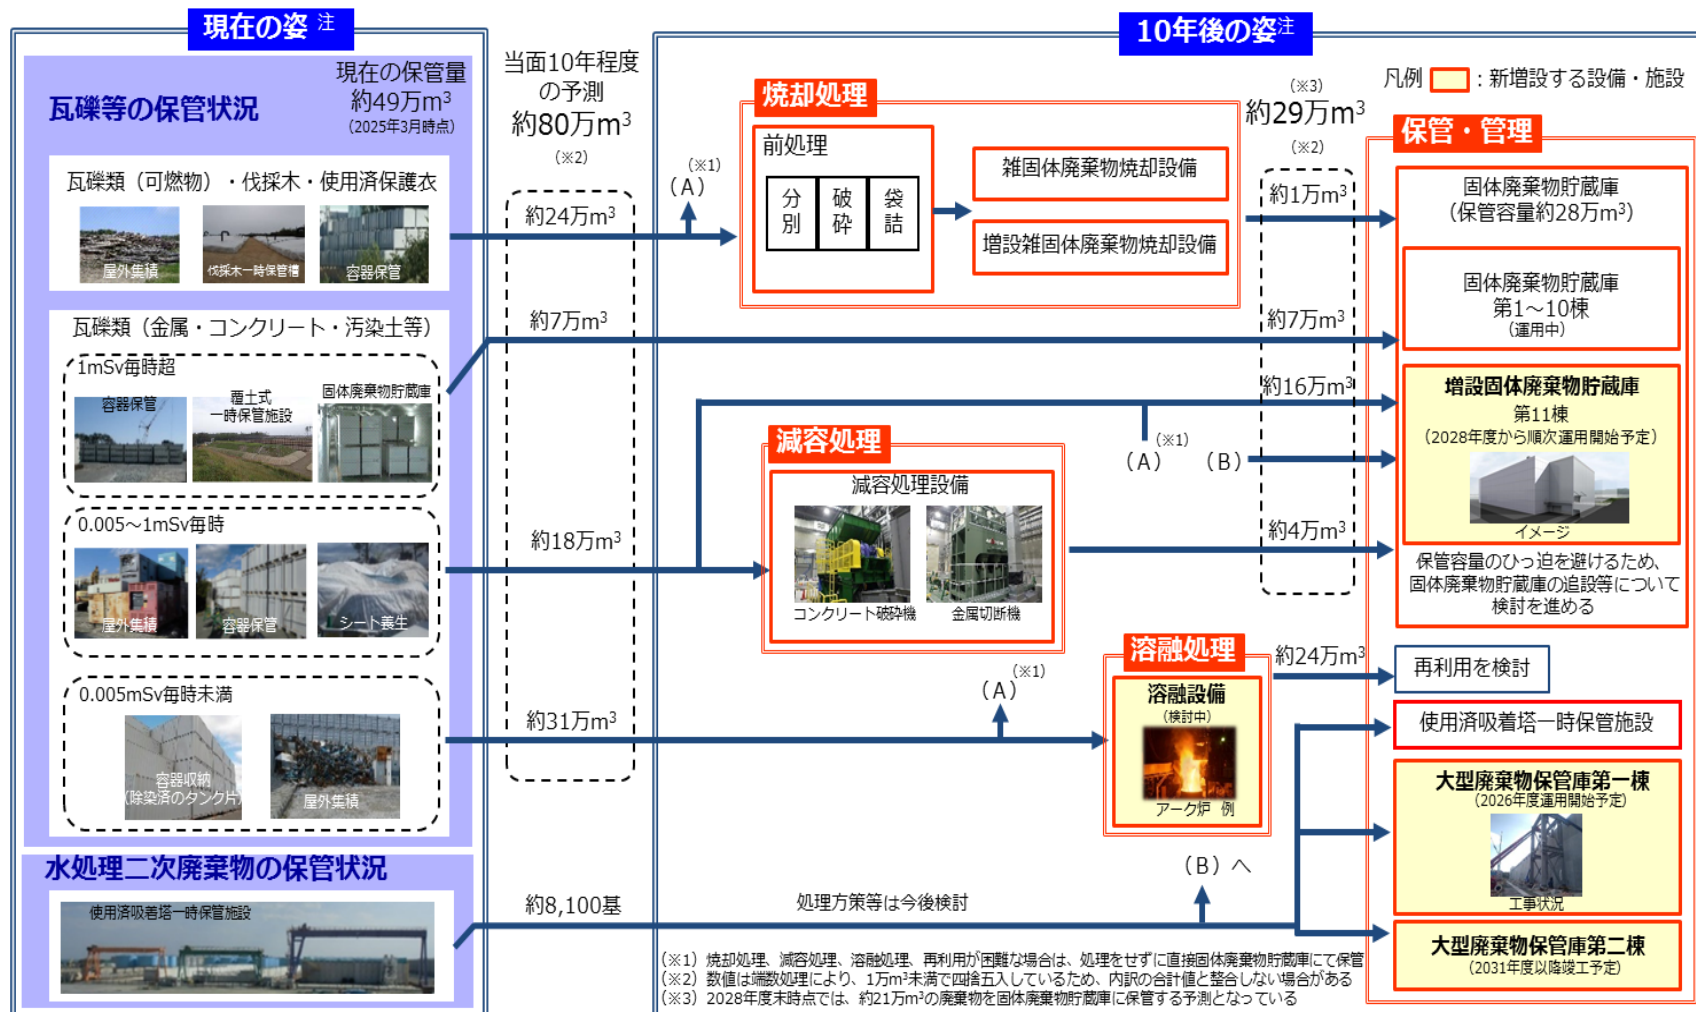 現在の姿 注
瓦礫等の保管状況
現在の保管量
約49万m³
(2025年3月時点)
瓦礫類（可燃物）・伐採木・使用済保護衣
屋外集積
伐採木一時保管槽
容器保管
瓦礫類（金属・コンクリート・汚染土等）
1mSv毎時超
容器保管
覆土式
一時保管施設
固体廃棄物貯蔵庫
0.005～1mSv毎時
屋外集積
容器保管
シート養生
0.005mSv毎時未満
容器収納
(除染済のタンク片)
屋外集積
水処理二次廃棄物の保管状況
使用済吸着塔一時保管施設
当面10年程度
の予測
約80万m³
(※2)
約24万m³
約7万m³
約18万m³
約31万m³
約8,100基
10年後の姿注
凡例 ：新増設する設備・施設
(A) (※1)
焼却処理
前処理
分別
破砕
袋詰
雑固体廃棄物焼却設備
増設雑固体廃棄物焼却設備
減容処理
減容処理設備
コンクリート破砕機
金属切断機
(A) (※1)
(B)
(A) (※1)
溶融処理
溶融設備
(検討中)
アーク炉 例
処理方策等は今後検討
(B) へ
(※3)
約29万m³
(※2)
約1万m³
約7万m³
約16万m³
約4万m³
約24万m³
保管・管理
固体廃棄物貯蔵庫
(保管容量約28万m³)
固体廃棄物貯蔵庫
第1～10棟
(運用中)
増設固体廃棄物貯蔵庫
第11棟
(2028年度から順次運用開始予定)
イメージ
保管容量のひっ迫を避けるため、
固体廃棄物貯蔵庫の追設等について
検討を進める
再利用を検討
使用済吸着塔一時保管施設
大型廃棄物保管庫第一棟
(2026年度運用開始予定)
工事状況
大型廃棄物保管庫第二棟
(2031年度以降竣工予定)
(※1) 焼却処理、減容処理、溶融処理、再利用が困難な場合は、処理をせずに直接固体廃棄物貯蔵庫にて保管
(※2) 数値は端数処理により、1万m³未満で四捨五入しているため、内訳の合計値と整合しない場合がある
(※3) 2028年度末時点では、約21万m³の廃棄物を固体廃棄物貯蔵庫に保管する予測となっている